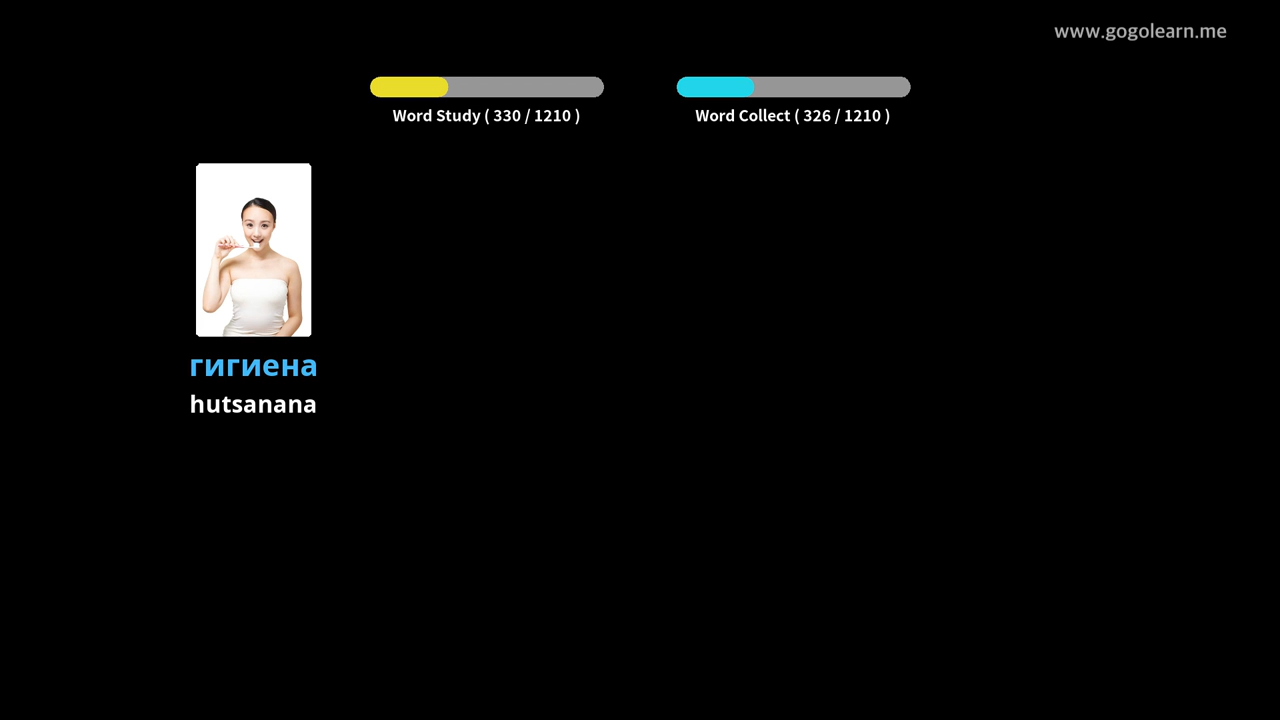 www.gogolearn.me
Word Study ( 330 / 1210 )
Word Collect ( 326 / 1210 )
гигиена
hutsanana